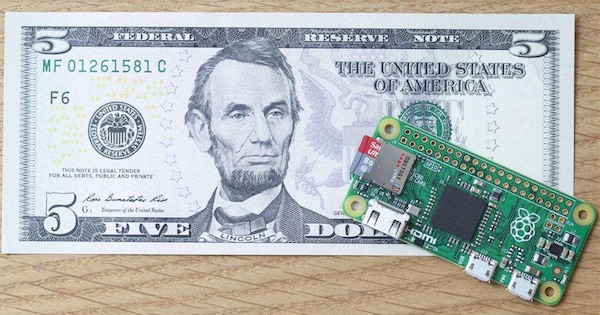 5 FEDERAL RESERVE NOTE 5
MF 01261581 C
THE UNITED STATES
OF AMERICA
F6
THIS NOTE IS LEGAL TENDER
FOR ALL DEBTS, PUBLIC AND PRIVATE
Treasurer of the United States
G1
5 FIVE
LINCOLN
HDMI